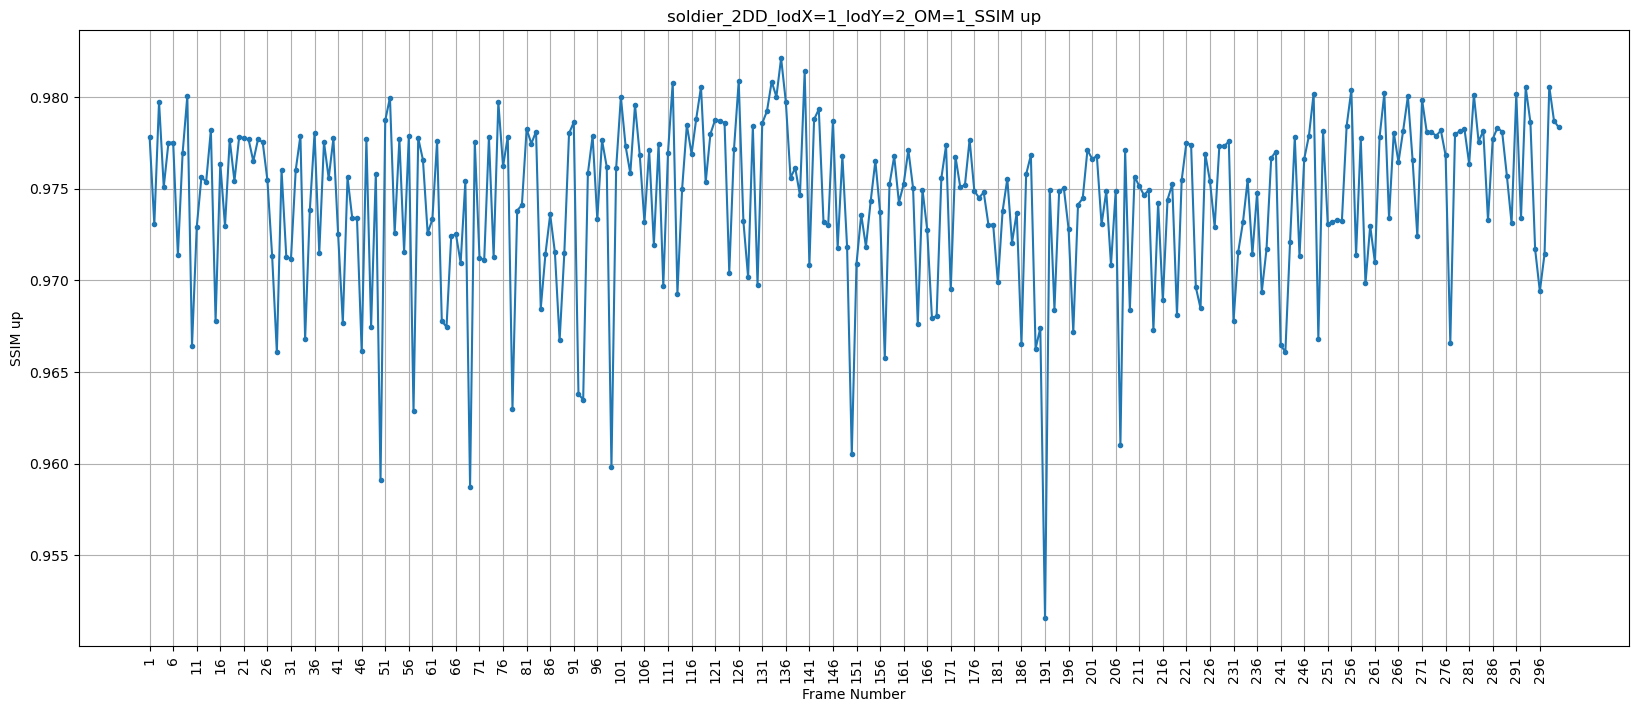 soldier_2DD_lodX=1_lodY=2_OM=1_SSIM up
SSIM up
0.980
0.975
0.970
0.965
0.960
0.955
1 6 11 16 21 26 31 36 41 46 51 56 61 66 71 76 81 86 91 96 101 106 111 116 121 126 131 136 141 146 151 156 161 166 171 176 181 186 191 196 201 206 211 216 221 226 231 236 241 246 251 256 261 266 271 276 281 286 291 296
Frame Number